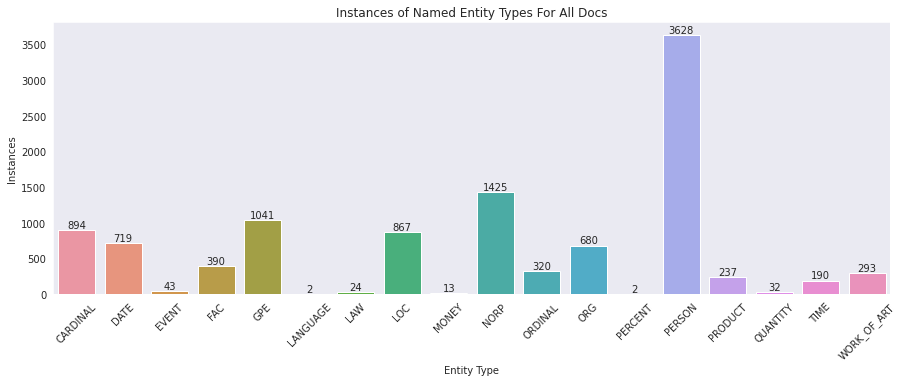 Instances of Named Entity Types For All Docs
Instances
3500
3000
2500
2000
1500
1000
500
0
894
719
43
390
1041
2
24
867
13
1425
320
680
2
3628
237
32
190
293
CARDINAL
DATE
EVENT
FAC
GPE
LANGUAGE
LAW
LOC
MONEY
NORP
ORDINAL
ORG
PERCENT
PERSON
PRODUCT
QUANTITY
TIME
WORK_OF_ART
Entity Type